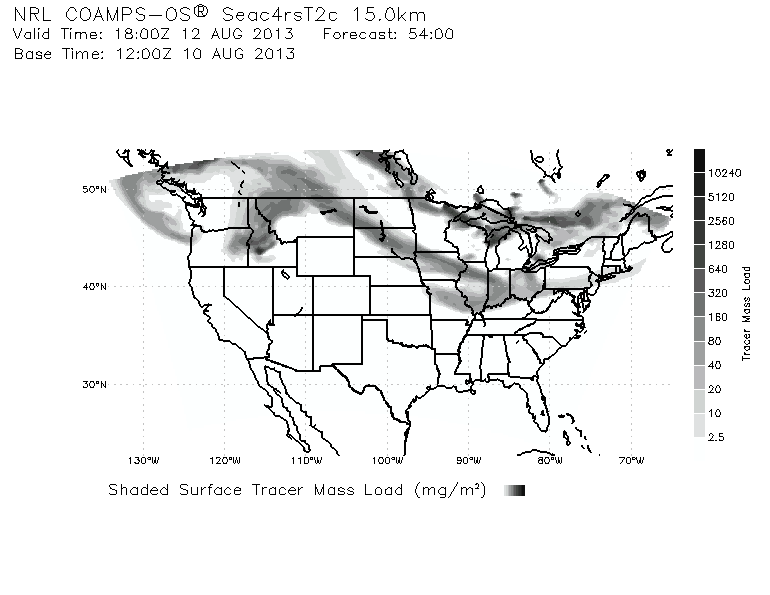 NRL COAMPS-OS® Seac4rsT2c 15.0km
Valid Time: 18:00Z 12 AUG 2013 Forecast: 54:00
Base Time: 12:00Z 10 AUG 2013
50°N
40°N
30°N
130°W 120°W 110°W 100°W 90°W 80°W 70°W
10240
5120
2560
1280
640
320
160
80
40
20
10
2.5
Tracer Mass Load
Shaded Surface Tracer Mass Load (mg/m²)